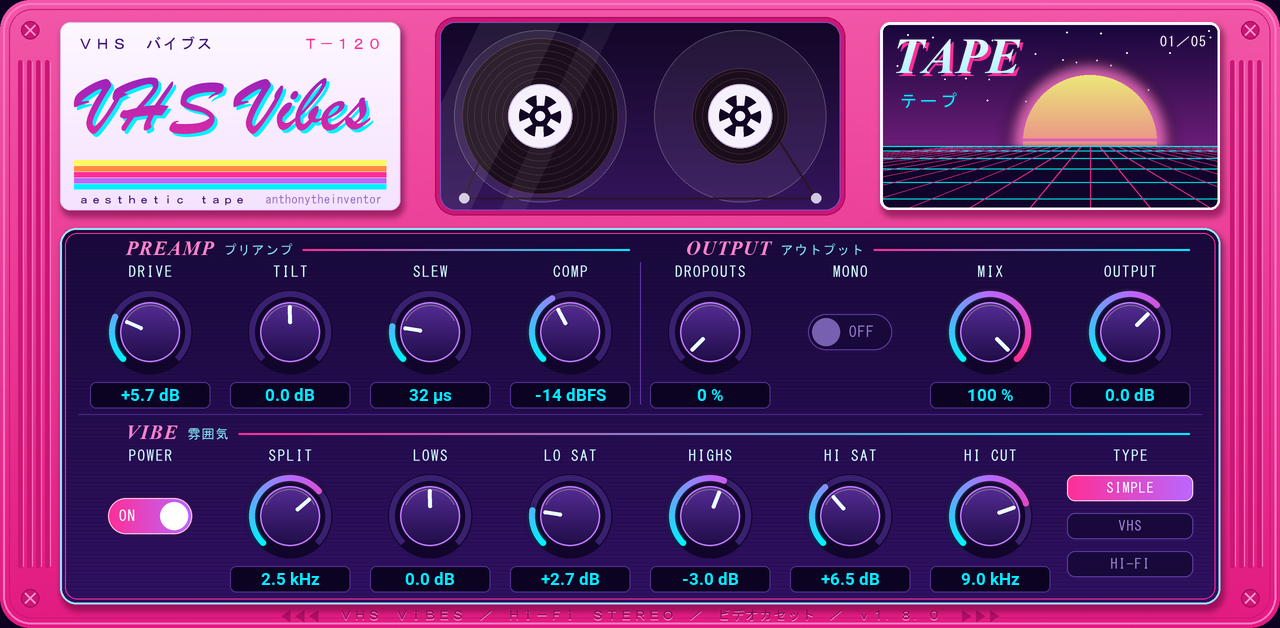 VHS バイブス T-120
VHS Vibes
aesthetic tape anthonytheinventor
TAPE 01/05
テープ
PREAMP プリアンプ OUTPUT アウトプット
DRIVE TILT SLEW COMP DROPOUTS MONO MIX OUTPUT
OFF
+5.7 dB 0.0 dB 32 µs -14 dBFS 0 % 100 % 0.0 dB
VIBE 雰囲気
POWER SPLIT LOWS LO SAT HIGHS HI SAT HI CUT TYPE
SIMPLE
ON
VHS
HI-FI
2.5 kHz 0.0 dB +2.7 dB -3.0 dB +6.5 dB 9.0 kHz
VHS VIBES / HI-FI STEREO / ビデオカセット / v1.8.0